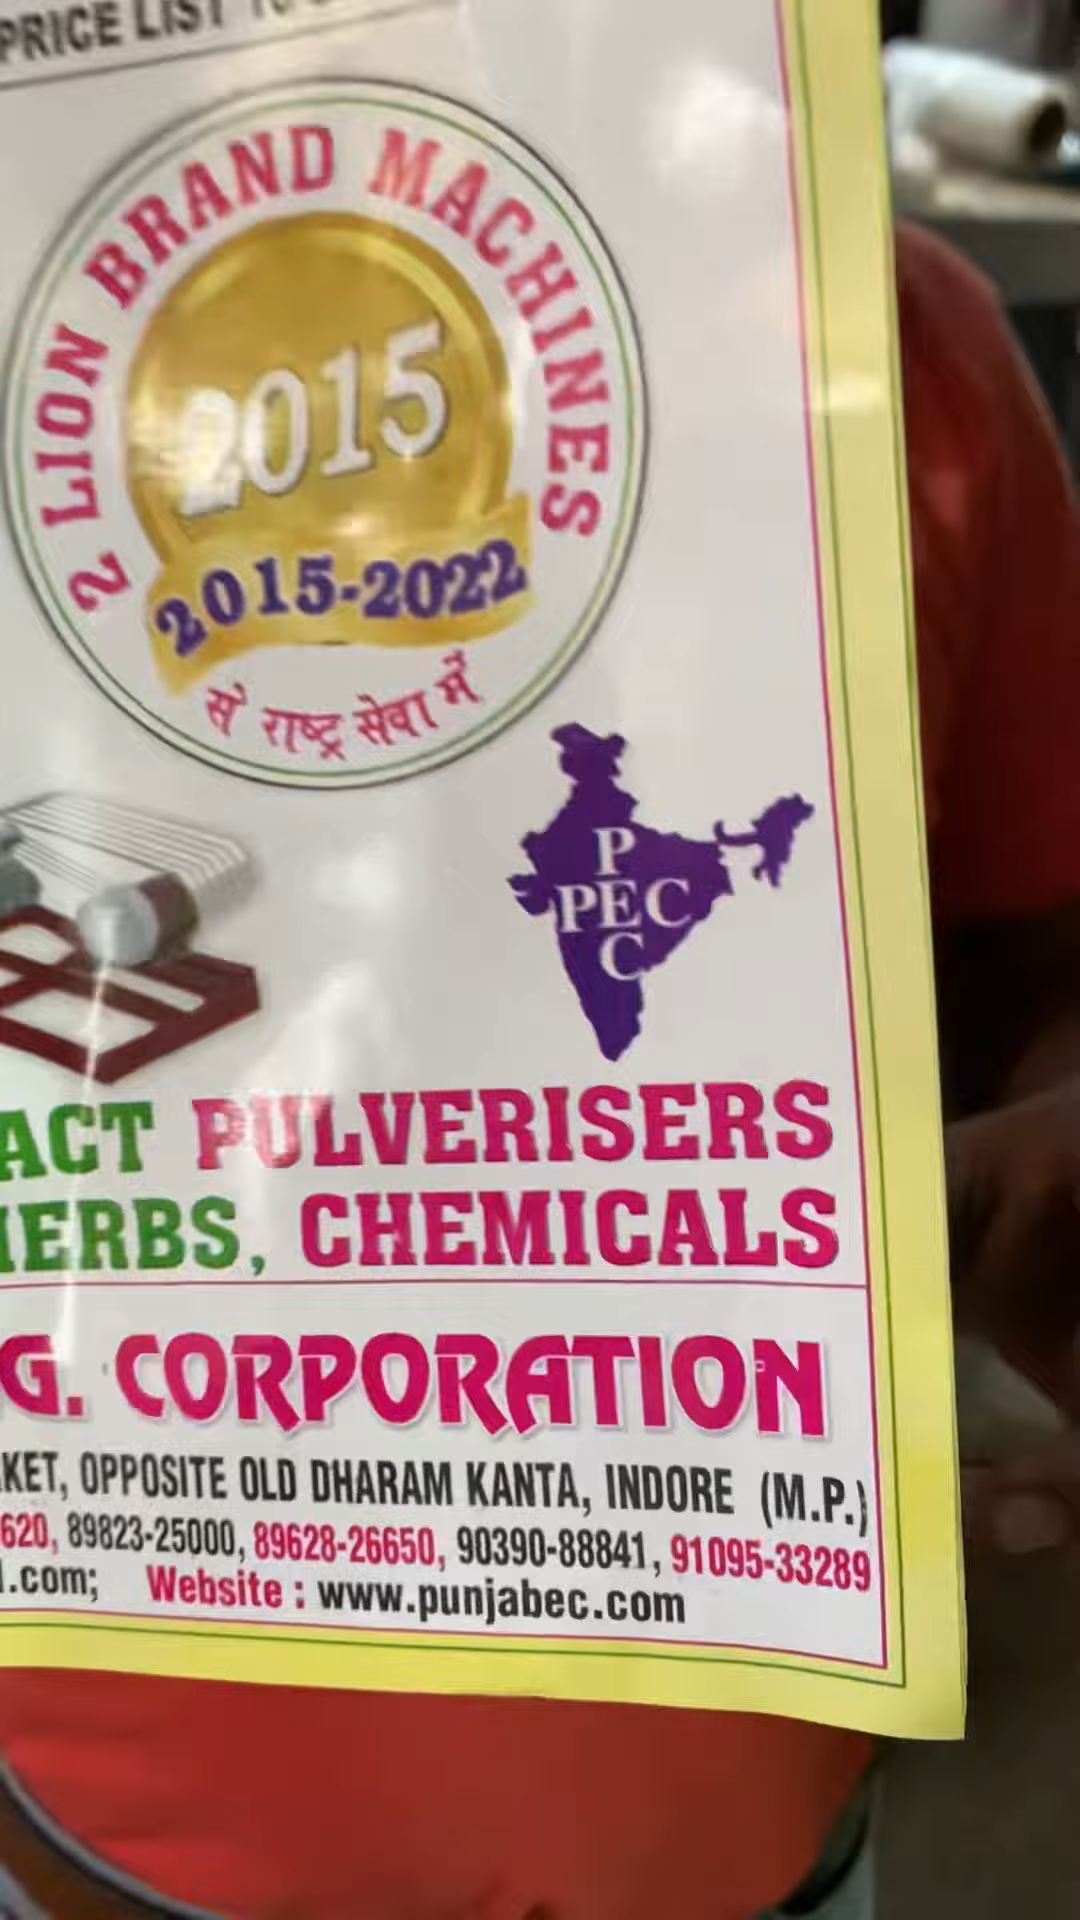 PRICE LIST
2 LION BRAND MACHINES
2015
2015-2022
से राष्ट्र सेवा में
P
PEC
C
ACT PULVERISERS
HERBS, CHEMICALS
G. CORPORATION
KET, OPPOSITE OLD DHARAM KANTA, INDORE (M.P.)
620, 89823-25000, 89628-26650, 90390-88841, 91095-33289
l.com; Website : www.punjabec.com